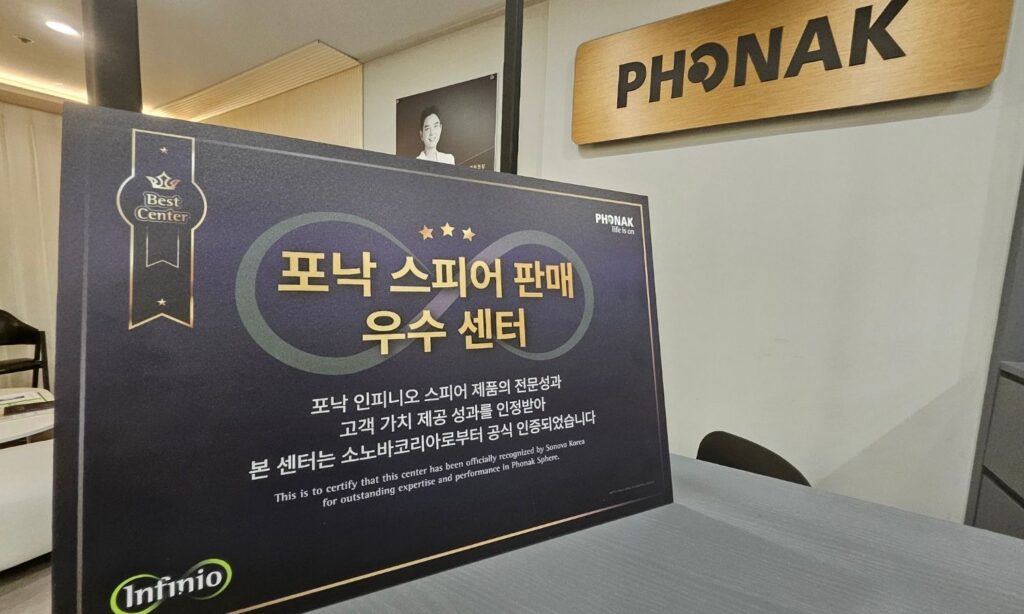 PHONAK
Best
Center
PHONAK
life is on
포낙 스피어 판매
우수 센터
포낙 인피니오 스피어 제품의 전문성과
고객 가치 제공 성과를 인정받아
본 센터는 소노바코리아로부터 공식 인증되었습니다
This is to certify that this center has been officially recognized by Sonova Korea
for outstanding expertise and performance in Phonak Sphere.
Infinio